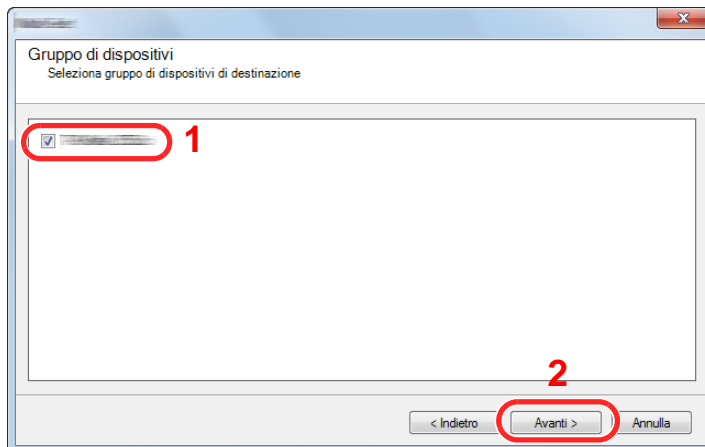 Gruppo di dispositivi
Seleziona gruppo di dispositivi di destinazione
1
2
< Indietro
Avanti >
Annulla